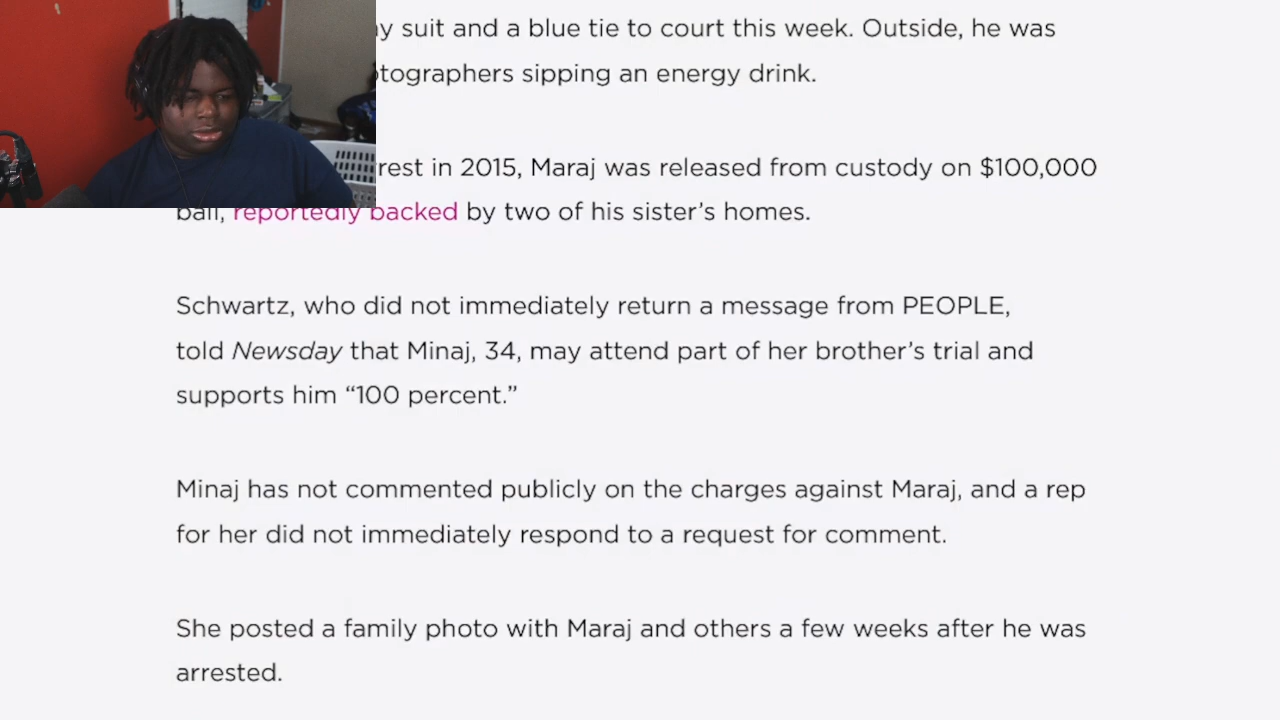 suit and a blue tie to court this week. Outside, he was
sipping an energy drink.
in 2015, Maraj was released from custody on $100,000
bail, reportedly backed by two of his sister’s homes.
Schwartz, who did not immediately return a message from PEOPLE,
told Newsday that Minaj, 34, may attend part of her brother’s trial and
supports him “100 percent.”
Minaj has not commented publicly on the charges against Maraj, and a rep
for her did not immediately respond to a request for comment.
She posted a family photo with Maraj and others a few weeks after he was
arrested.